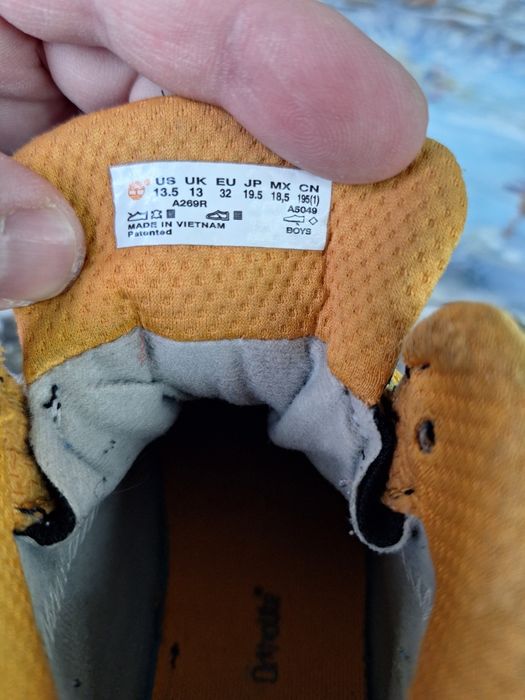 US UK EU JP MX CN
13.5 13 32 19.5 18,5 195(1)
A269R A5049
MADE IN VIETNAM BOYS
Patented
OrthoLite